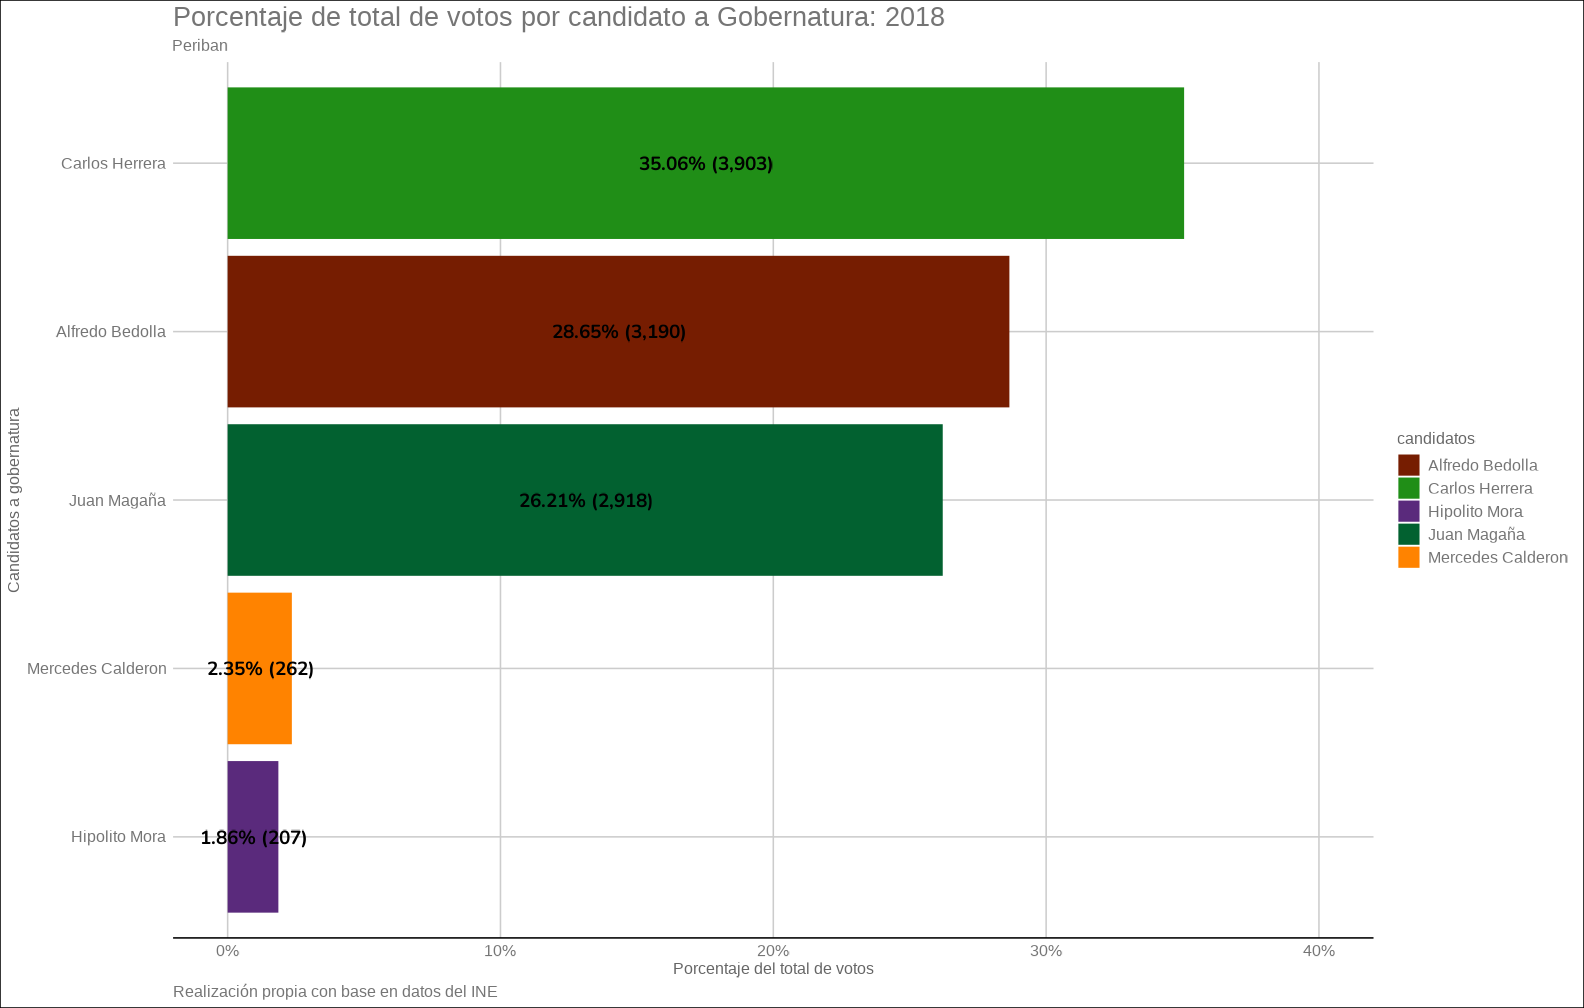 Porcentaje de total de votos por candidato a Gobernatura: 2018
Periban
Candidatos a gobernatura
Carlos Herrera
35.06% (3,903)
Alfredo Bedolla
28.65% (3,190)
Juan Magaña
26.21% (2,918)
Mercedes Calderon
2.35% (262)
Hipolito Mora
1.86% (207)
0% 10% 20% 30% 40%
Porcentaje del total de votos
candidatos
Alfredo Bedolla
Carlos Herrera
Hipolito Mora
Juan Magaña
Mercedes Calderon
Realización propia con base en datos del INE